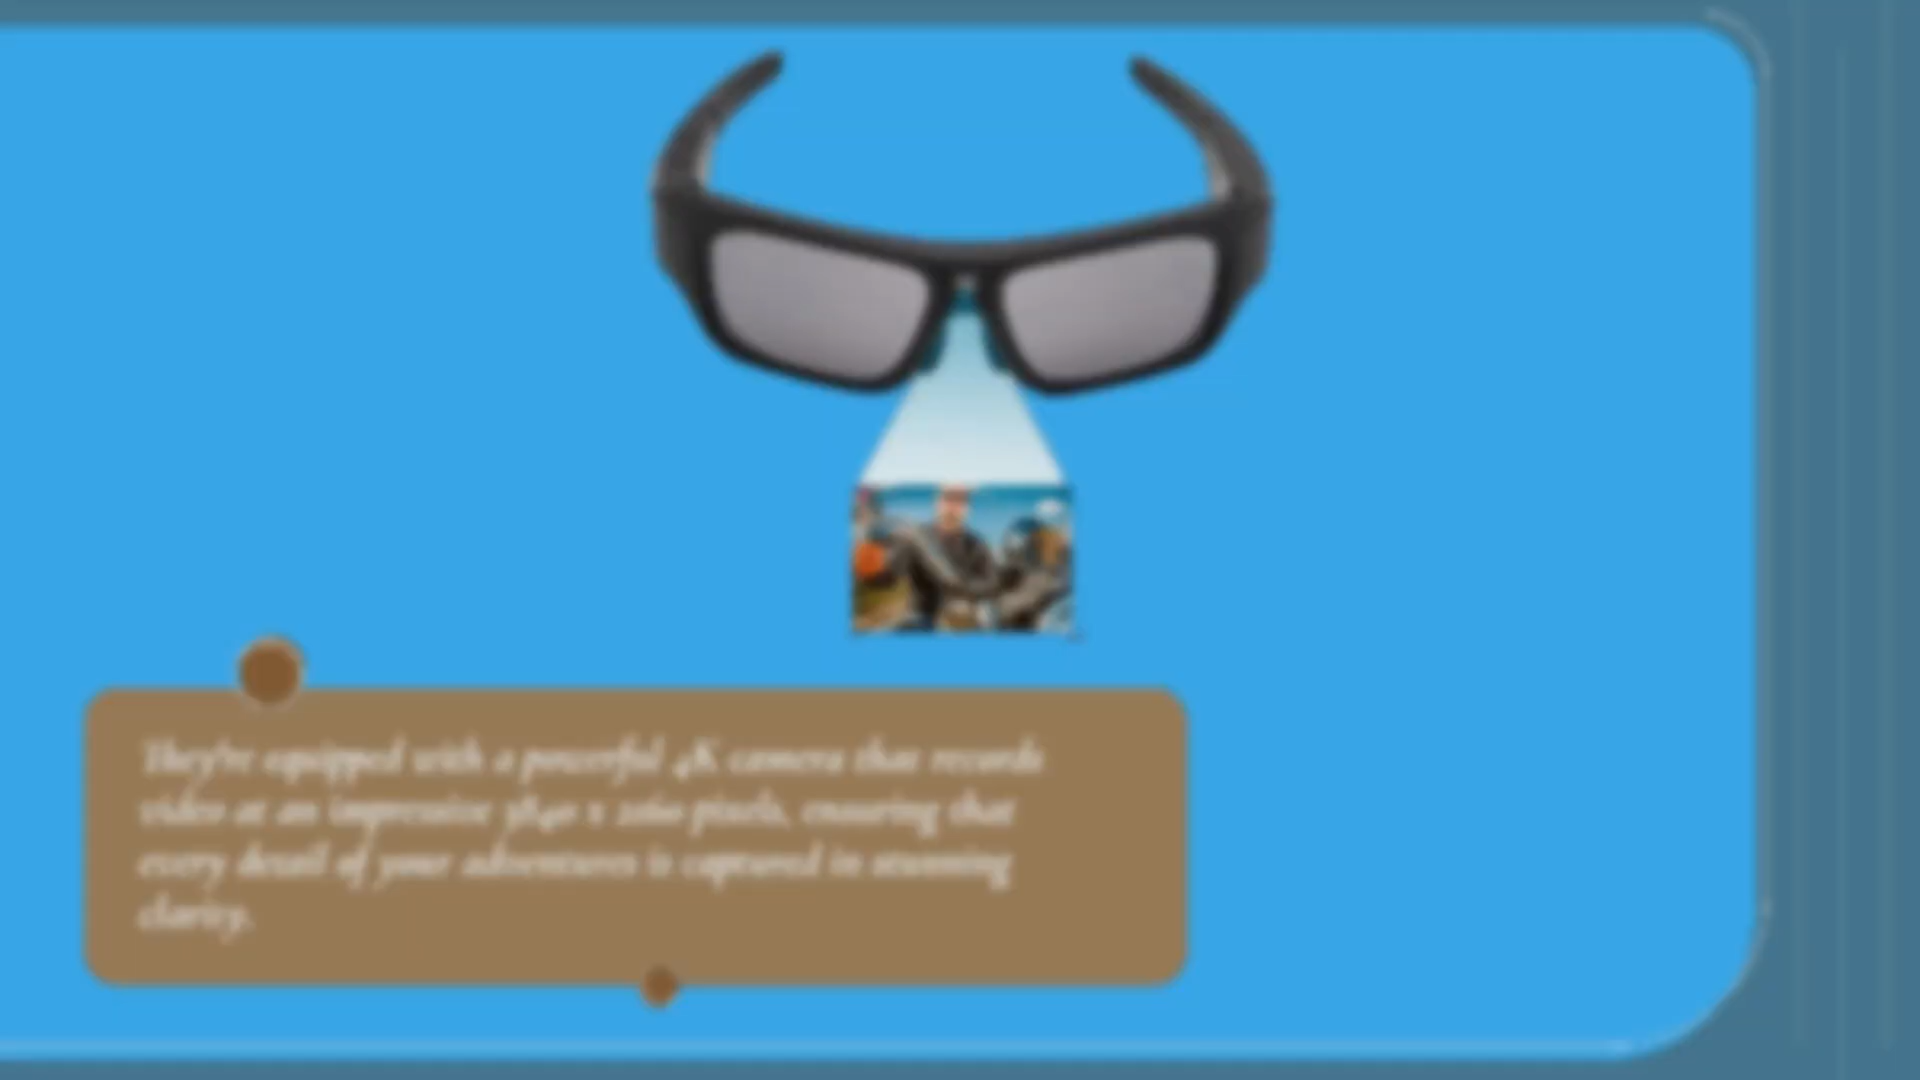 They're equipped with a powerful 4K camera that records
video at an impressive 3840 x 2160 pixels, ensuring that
every detail of your adventures is captured in stunning
clarity.